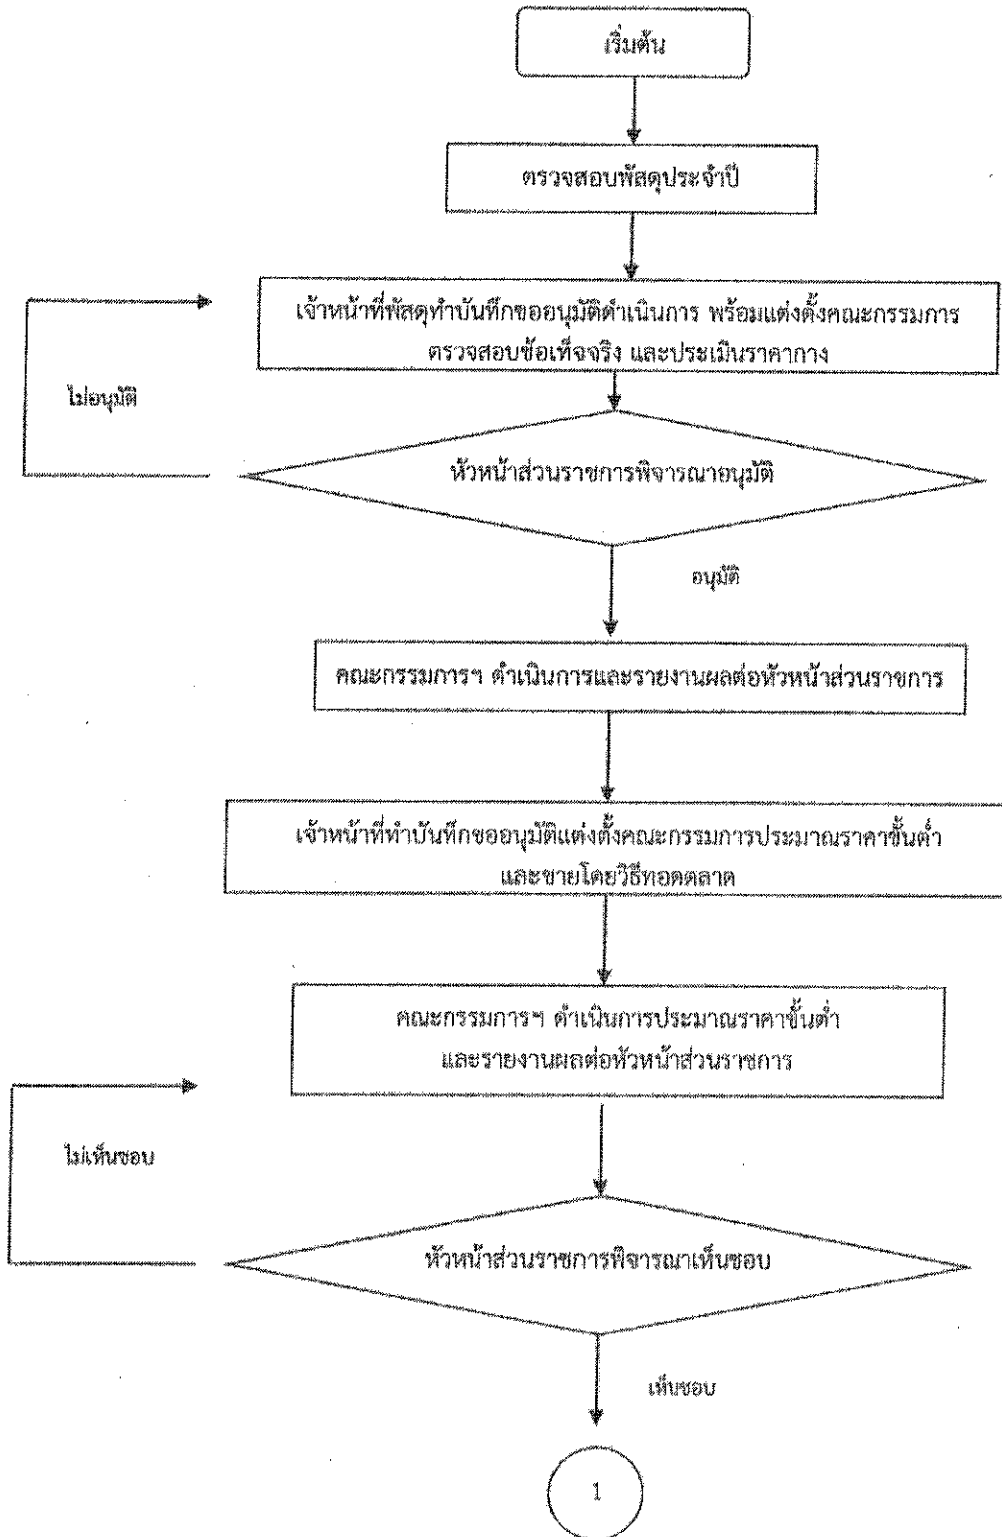 เริ่มต้น
ตรวจสอบพัสดุประจำปี
เจ้าหน้าที่พัสดุทำบันทึกขออนุมัติดำเนินการ พร้อมแต่งตั้งคณะกรรมการ
ตรวจสอบข้อเท็จจริง และประเมินราคากลาง
ไม่อนุมัติ
หัวหน้าส่วนราชการพิจารณาอนุมัติ
อนุมัติ
คณะกรรมการฯ ดำเนินการและรายงานผลต่อหัวหน้าส่วนราชการ
เจ้าหน้าที่ทำบันทึกขออนุมัติแต่งตั้งคณะกรรมการประมาณราคาขั้นต่ำ
และขายโดยวิธีทอดตลาด
คณะกรรมการฯ ดำเนินการประมาณราคาขั้นต่ำ
และรายงานผลต่อหัวหน้าส่วนราชการ
ไม่เห็นชอบ
หัวหน้าส่วนราชการพิจารณาเห็นชอบ
เห็นชอบ
1